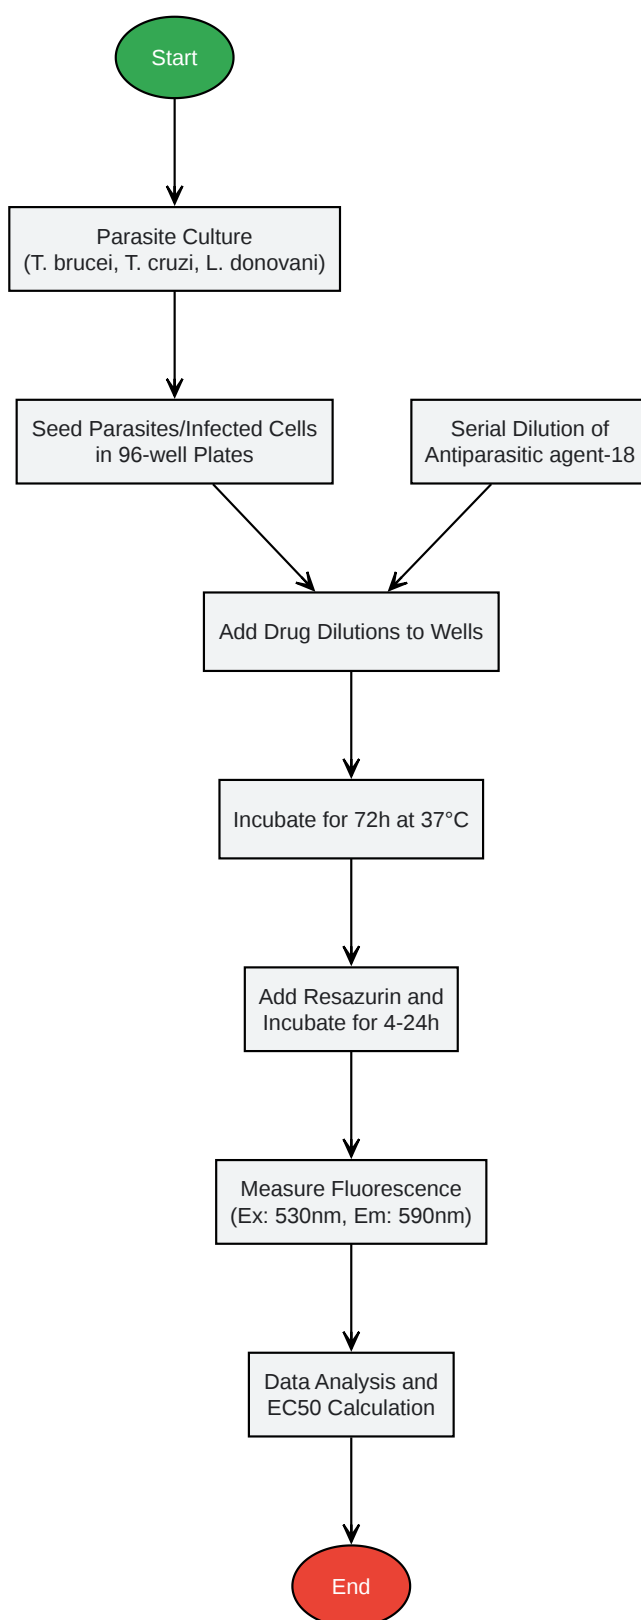 Start
Parasite Culture
(T. brucei, T. cruzi, L. donovani)
Seed Parasites/Infected Cells
in 96-well Plates
Serial Dilution of
Antiparasitic agent-18
Add Drug Dilutions to Wells
Incubate for 72h at 37°C
Add Resazurin and
Incubate for 4-24h
Measure Fluorescence
(Ex: 530nm, Em: 590nm)
Data Analysis and
EC50 Calculation
End